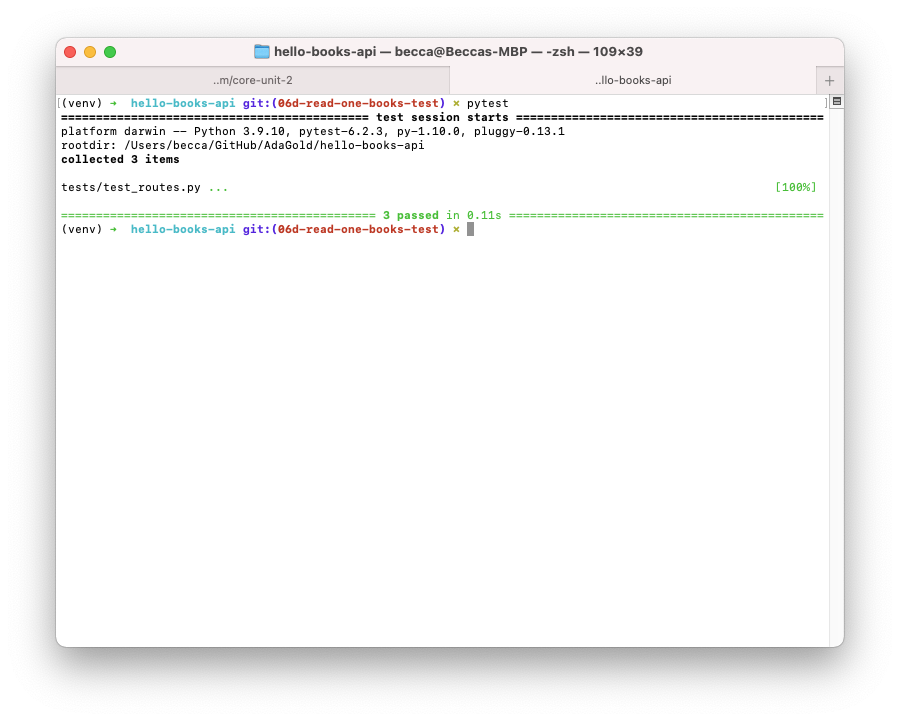 hello-books-api — becca@Beccas-MBP — -zsh — 109×39
..m/core-unit-2
..llo-books-api
+
[(venv) ➜  hello-books-api git:(06d-read-one-books-test) ✗ pytest ]
============================================ test session starts ============================================
platform darwin -- Python 3.9.10, pytest-6.2.3, py-1.10.0, pluggy-0.13.1
rootdir: /Users/becca/GitHub/AdaGold/hello-books-api
collected 3 items
tests/test_routes.py ... [100%]
============================================= 3 passed in 0.11s =============================================
(venv) ➜  hello-books-api git:(06d-read-one-books-test) ✗